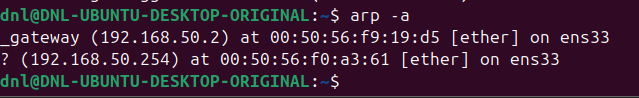 dnl@DNL-UBUNTU-DESKTOP-ORIGINAL:~$ arp -a
_gateway (192.168.50.2) at 00:50:56:f9:19:d5 [ether] on ens33
? (192.168.50.254) at 00:50:56:f0:a3:61 [ether] on ens33
dnl@DNL-UBUNTU-DESKTOP-ORIGINAL:~$